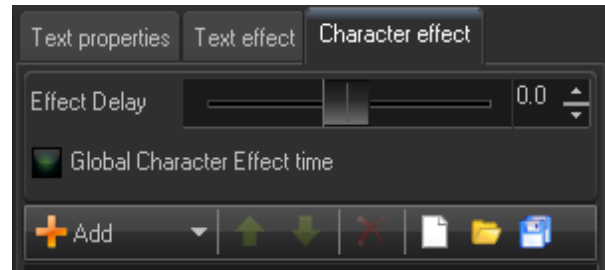 Text properties Text effect Character effect
Effect Delay 0.0
Global Character Effect time
Add